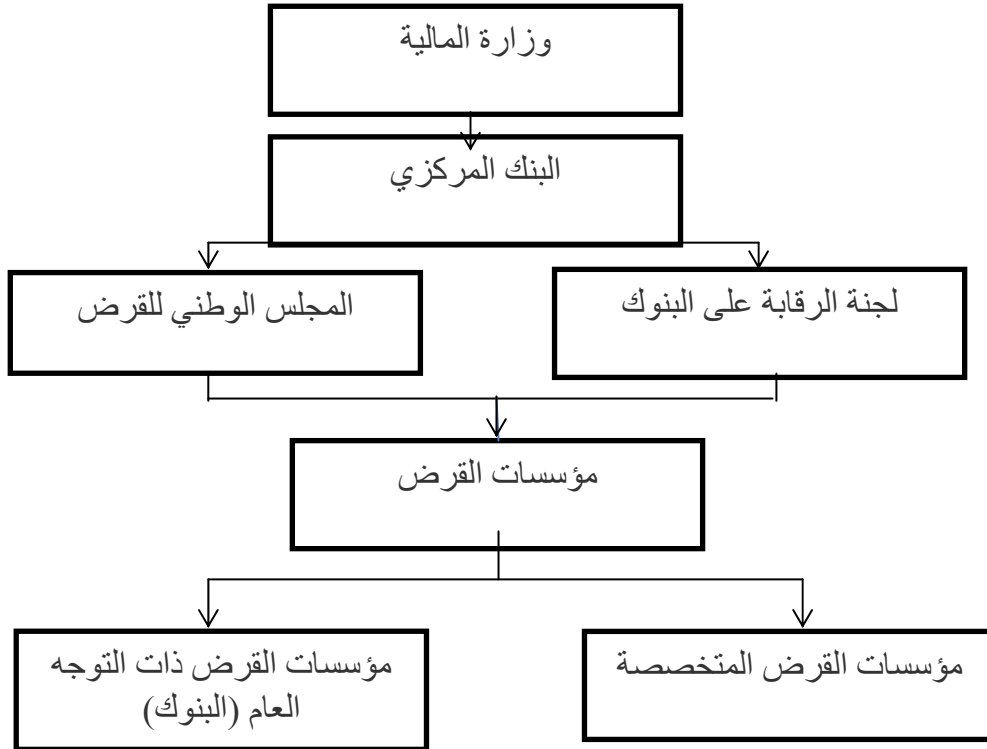 وزارة المالية
البنك المركزي
لجنة الرقابة على البنوك
المجلس الوطني للقرض
مؤسسات القرض
مؤسسات القرض المتخصصة
مؤسسات القرض ذات التوجه
العام (البنوك)